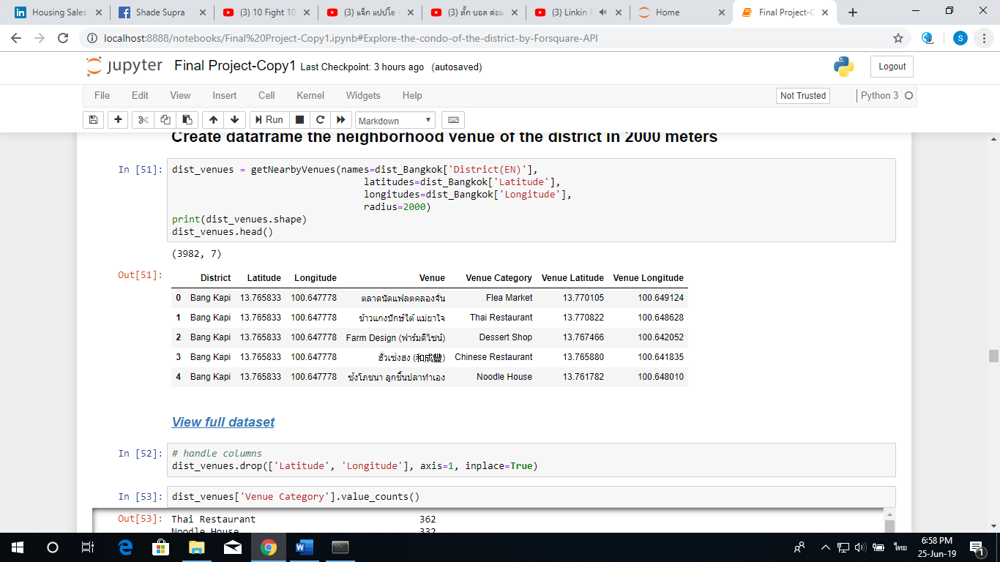 Housing Sales
Shade Supra
(3) 10 Fight 10
(3) แจ็ก แปปโฮ -
(3) ตั๊ก บอล ต่อม
(3) Linkin
Home
Final Project-C
localhost:8888/notebooks/Final%20Project-Copy1.ipynb#Explore-the-condo-of-the-district-by-Forsquare-API
S
jupyter Final Project-Copy1 Last Checkpoint: 3 hours ago (autosaved)
Logout
File Edit View Insert Cell Kernel Widgets Help
Not Trusted
Python 3
Run
Markdown
Create dataframe the neighborhood venue of the district in 2000 meters
In [51]: dist_venues = getNearbyVenues(names=dist_Bangkok['District(EN)'],
latitudes=dist_Bangkok['Latitude'],
longitudes=dist_Bangkok['Longitude'],
radius=2000)
print(dist_venues.shape)
dist_venues.head()
(3982, 7)
Out[51]:
District Latitude Longitude Venue Venue Category Venue Latitude Venue Longitude
0 Bang Kapi 13.765833 100.647778 ตลาดนัดแฟลตคลองจั่น Flea Market 13.770105 100.649124
1 Bang Kapi 13.765833 100.647778 ข้าวแกงปักษ์ใต้ แม่ยาใจ Thai Restaurant 13.770822 100.648628
2 Bang Kapi 13.765833 100.647778 Farm Design (ฟาร์มดีไซน์) Dessert Shop 13.767466 100.642052
3 Bang Kapi 13.765833 100.647778 ฮั่วเซ่งฮง (和成豐) Chinese Restaurant 13.765880 100.641835
4 Bang Kapi 13.765833 100.647778 ซ้งโภชนา ลูกชิ้นปลาทำเอง Noodle House 13.761782 100.648010
View full dataset
In [52]: # handle columns
dist_venues.drop(['Latitude', 'Longitude'], axis=1, inplace=True)
In [53]: dist_venues['Venue Category'].value_counts()
Out[53]: Thai Restaurant 362
Noodle House 332
ไทย
6:58 PM
25-Jun-19
1